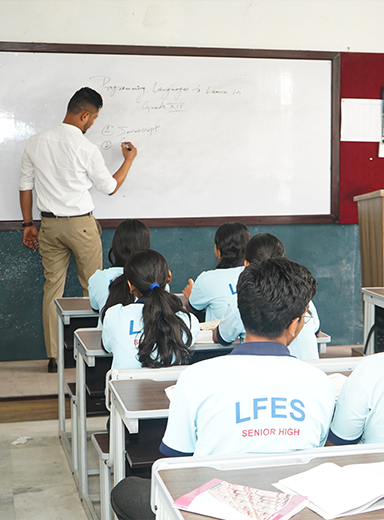 Programming Languages to Learn in
Grade XII
① Javascript
②
LFES
LFES
SENIOR HIGH